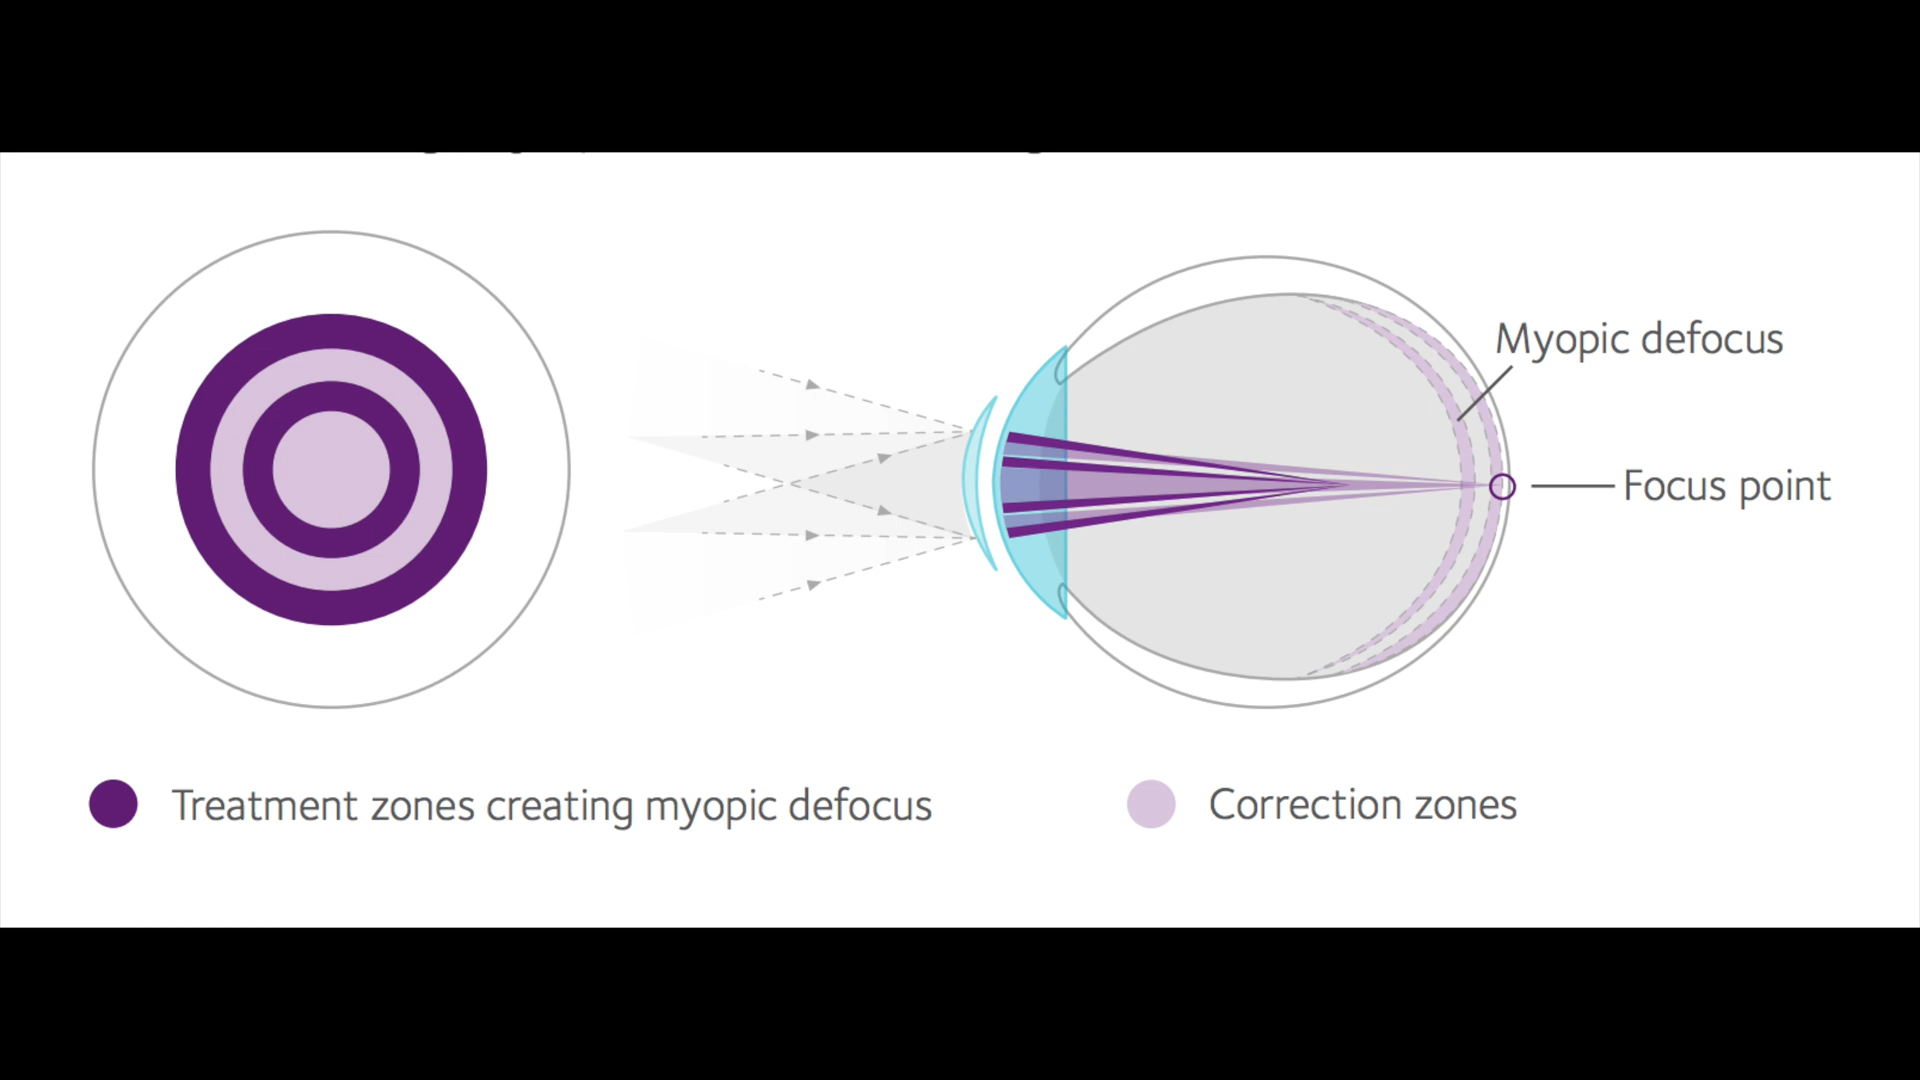 Myopic defocus
Focus point
Treatment zones creating myopic defocus
Correction zones